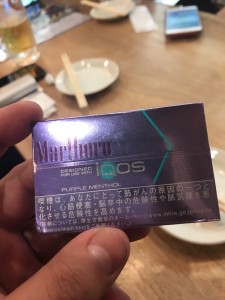 Marlboro
DESIGNED
FOR USE WITH
iQOS
PURPLE MENTHOL
喫煙は、あなたにとって肺がんの原因の一つと
なり、心筋梗塞・脳卒中の危険性や肺気腫を悪
化させる危険性を高めます。